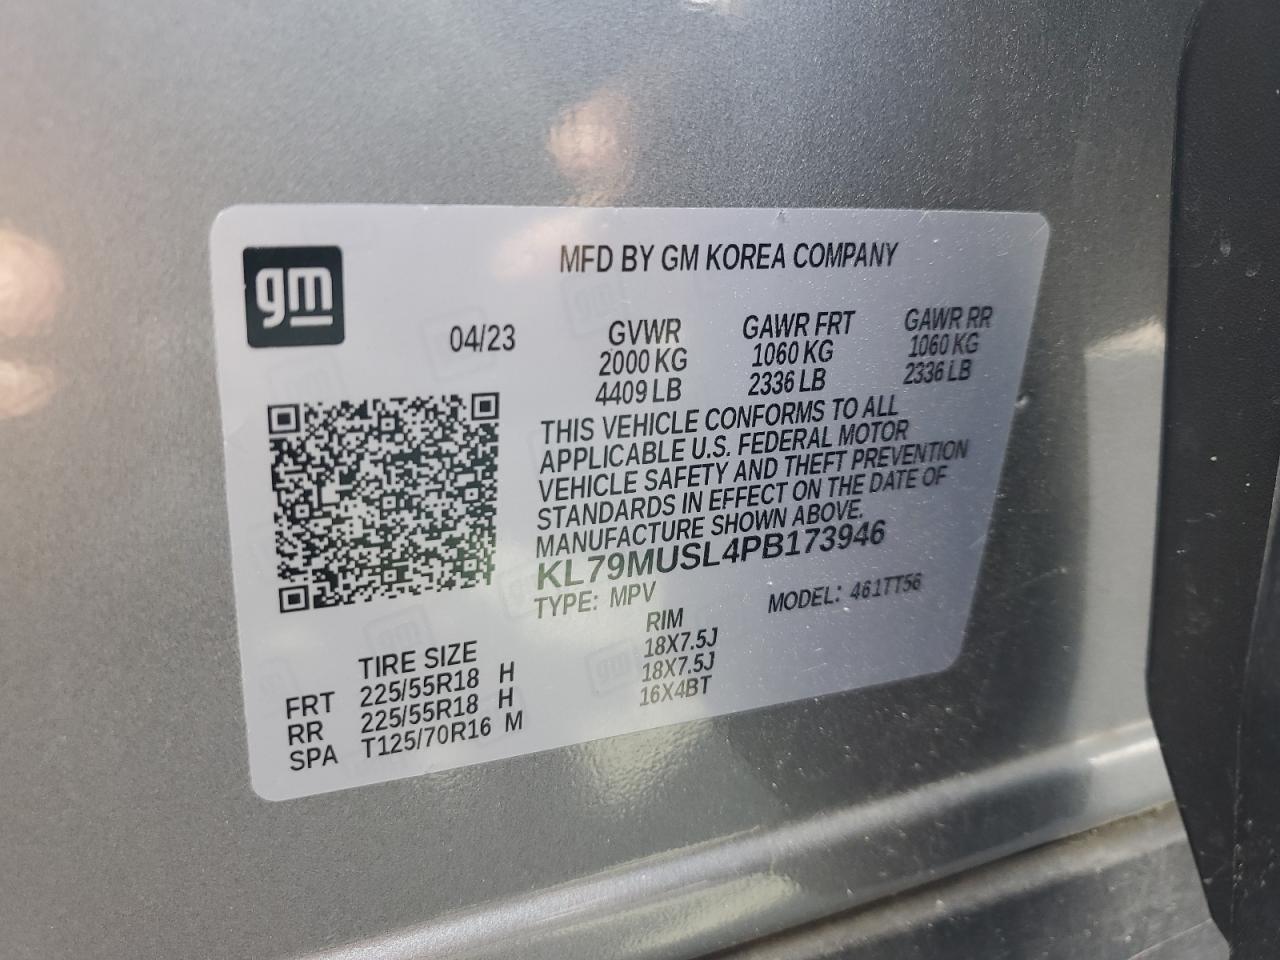 gm
MFD BY GM KOREA COMPANY
04/23 GVWR GAWR FRT GAWR RR
2000 KG 1060 KG 1060 KG
4409 LB 2336 LB 2336 LB
THIS VEHICLE CONFORMS TO ALL
APPLICABLE U.S. FEDERAL MOTOR
VEHICLE SAFETY AND THEFT PREVENTION
STANDARDS IN EFFECT ON THE DATE OF
MANUFACTURE SHOWN ABOVE.
KL79MUSL4PB173946
TYPE: MPV MODEL: 461TT56
TIRE SIZE RIM
FRT 225/55R18 H 18X7.5J
RR 225/55R18 H 18X7.5J
SPA T125/70R16 M 16X4BT